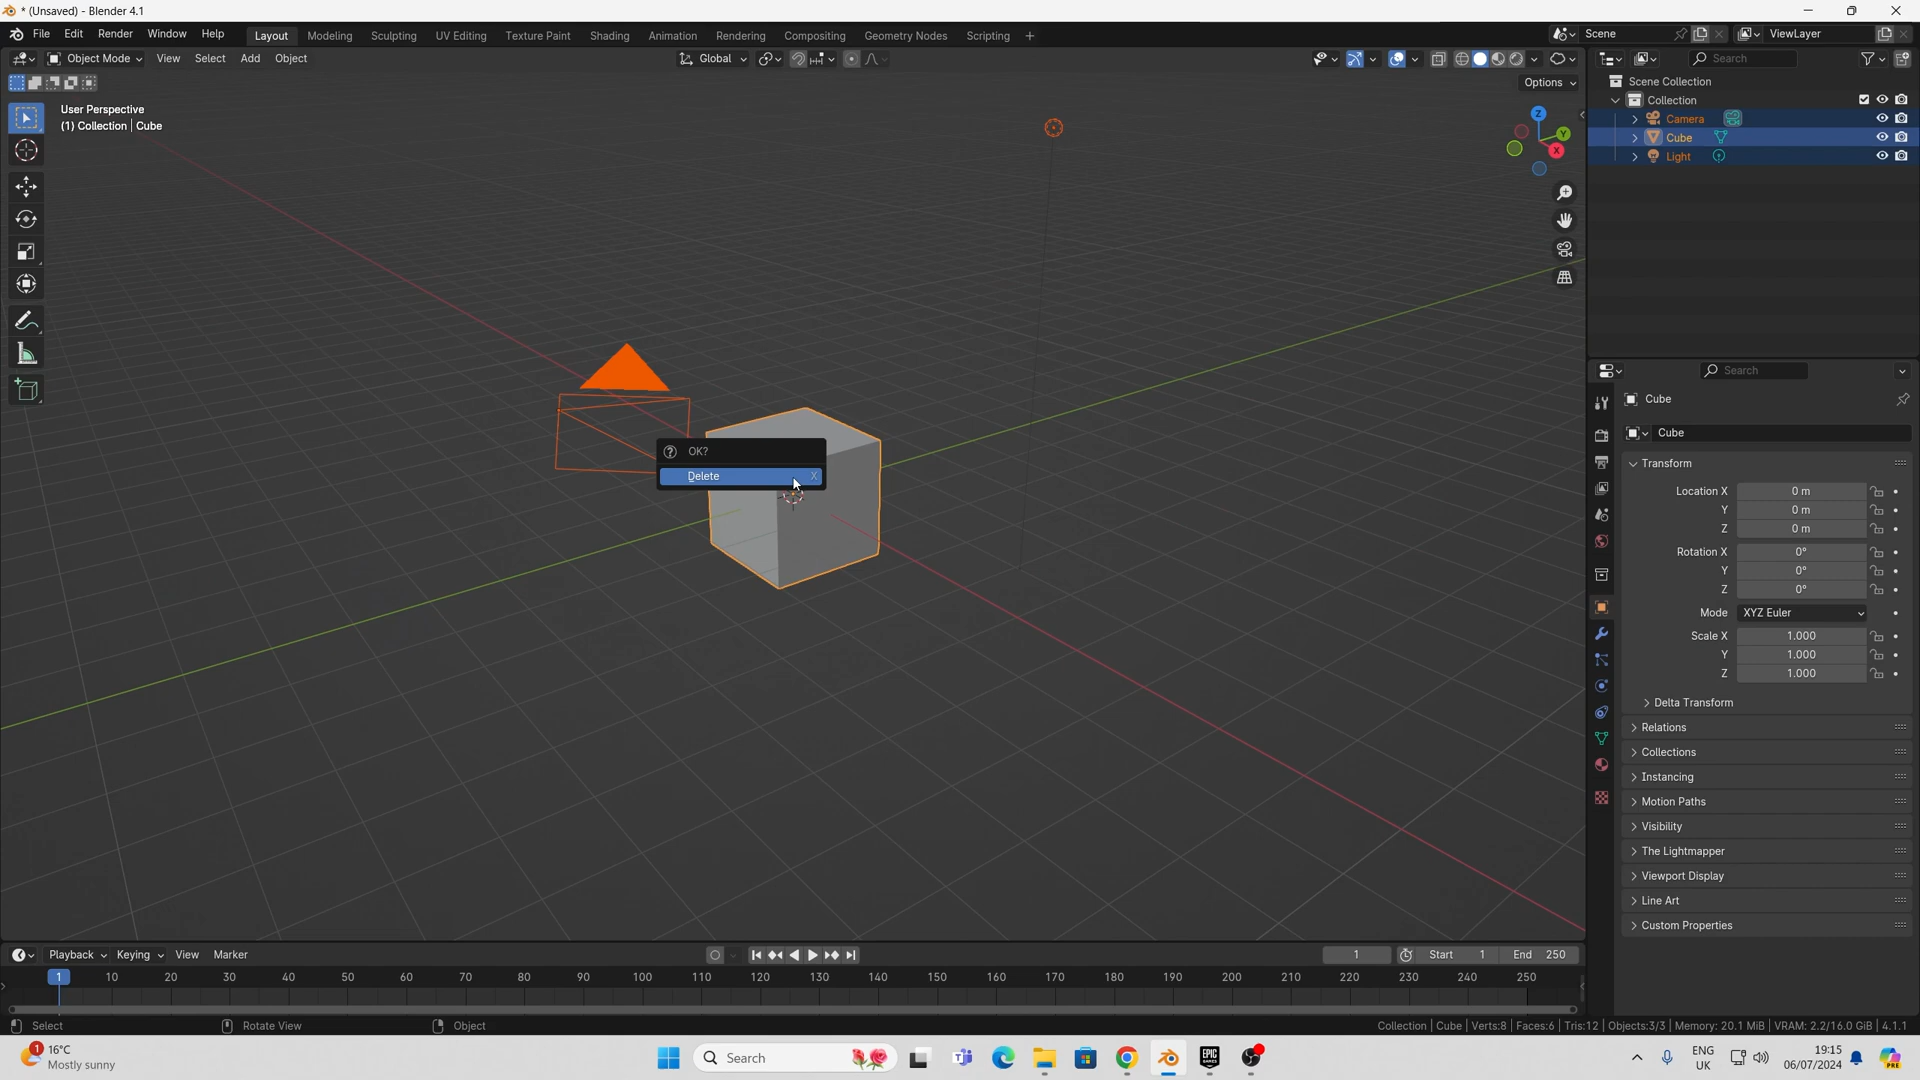 * (Unsaved) - Blender 4.1
File Edit Render Window Help Layout Modeling Sculpting UV Editing Texture Paint Shading Animation Rendering Compositing Geometry Nodes Scripting + Scene ViewLayer
Object Mode View Select Add Object Global Search
Options
User Perspective
(1) Collection | Cube
Z
Y
X
Scene Collection
Collection
Camera
Cube
Light
OK?
Delete X
Search
Cube
Cube
Transform
Location X 0 m
Y 0 m
Z 0 m
Rotation X 0°
Y 0°
Z 0°
Mode XYZ Euler
Scale X 1.000
Y 1.000
Z 1.000
Delta Transform
Relations
Collections
Instancing
Motion Paths
Visibility
The Lightmapper
Viewport Display
Line Art
Custom Properties
Playback Keying View Marker 1 Start 1 End 250
1 10 20 30 40 50 60 70 80 90 100 110 120 130 140 150 160 170 180 190 200 210 220 230 240 250
Select Rotate View Object Collection | Cube | Verts:8 | Faces:6 | Tris:12 | Objects:3/3 | Memory: 20.1 MiB | VRAM: 2.2/16.0 GiB | 4.1.1
1 16°C
Mostly sunny
Search
EPIC GAMES
ENG
UK
19:15
06/07/2024
PRE